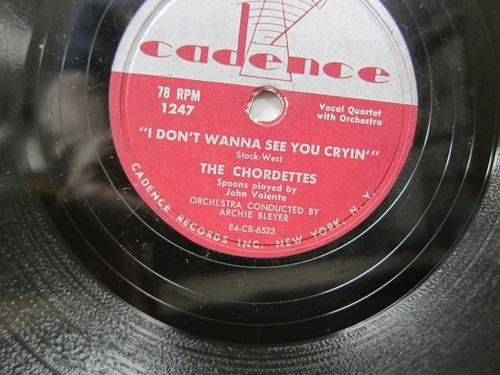 cadence
78 RPM
1247
Vocal Quartet
with Orchestra
"I DON'T WANNA SEE YOU CRYIN'"
Stock-West
THE CHORDETTES
Spoons played by
John Valente
ORCHESTRA CONDUCTED BY
ARCHIE BLEYER
E4-CB-6523
CADENCE RECORDS INC. NEW YORK, N. Y.